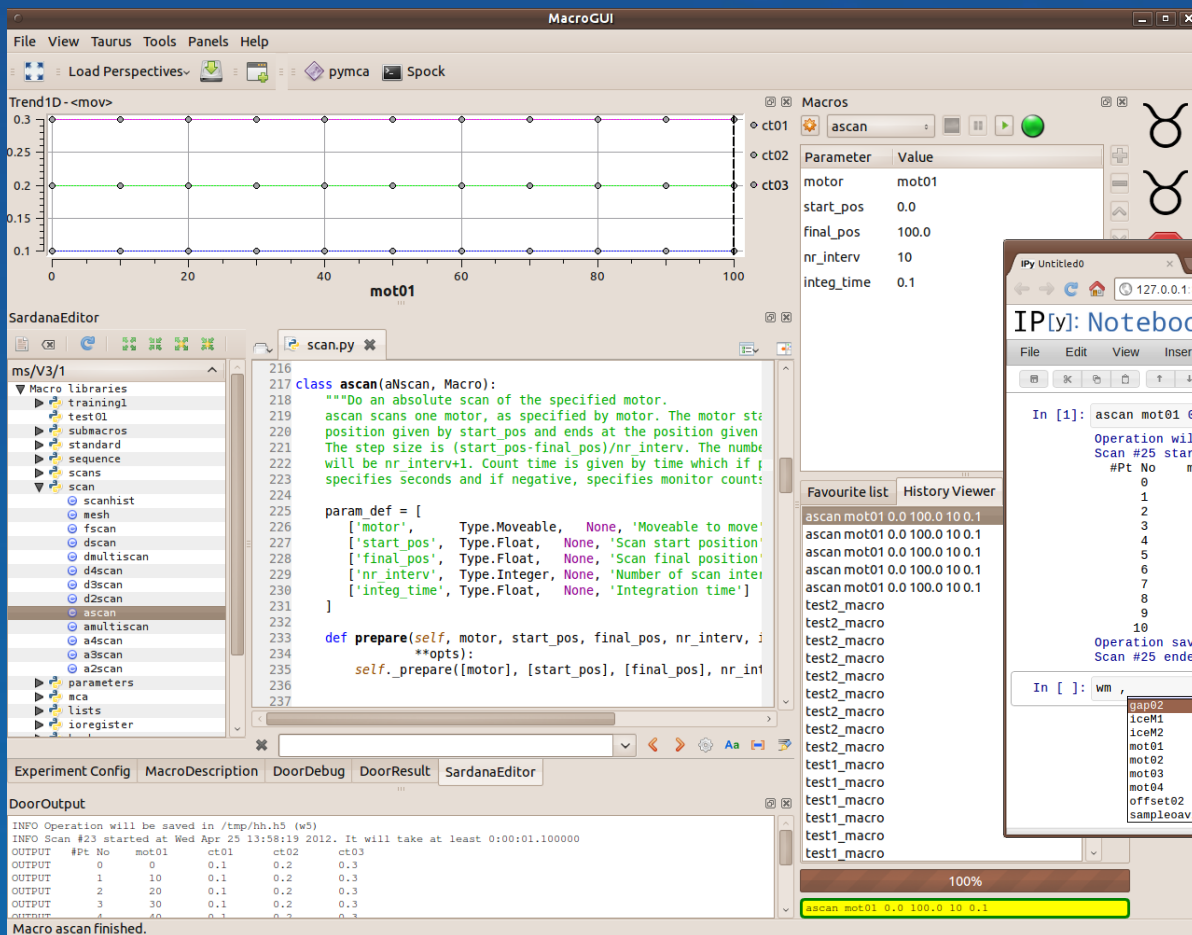 MacroGUI
File View Taurus Tools Panels Help
Load Perspectives pymca Spock
Trend1D - <mov>
0.3
0.25
0.2
0.15
0.1
0 20 40 60 80 100
mot01
ct01
ct02
ct03
Macros
ascan
Parameter Value
motor mot01
start_pos 0.0
final_pos 100.0
nr_interv 10
integ_time 0.1
SardanaEditor
scan.py
ms/V3/1
Macro libraries
training1
test01
submacros
standard
sequence
scans
scan
scanhist
mesh
fscan
dscan
dmultiscan
d4scan
d3scan
d2scan
ascan
amultiscan
a4scan
a3scan
a2scan
parameters
mca
lists
ioregister
216
217 class ascan(aNscan, Macro):
218 """Do an absolute scan of the specified motor.
219 ascan scans one motor, as specified by motor. The motor sta
220 position given by start_pos and ends at the position given
221 The step size is (start_pos-final_pos)/nr_interv. The numbe
222 will be nr_interv+1. Count time is given by time which if p
223 specifies seconds and if negative, specifies monitor counts
224
225 param_def = [
226 ['motor', Type.Moveable, None, 'Moveable to move'
227 ['start_pos', Type.Float, None, 'Scan start position'
228 ['final_pos', Type.Float, None, 'Scan final position'
229 ['nr_interv', Type.Integer, None, 'Number of scan inter
230 ['integ_time', Type.Float, None, 'Integration time']
231 ]
232
233 def prepare(self, motor, start_pos, final_pos, nr_interv, i
234 **opts):
235 self._prepare([motor], [start_pos], [final_pos], nr_int
236
237
Aa
Experiment Config MacroDescription DoorDebug DoorResult SardanaEditor
DoorOutput
INFO Operation will be saved in /tmp/hh.h5 (w5)
INFO Scan #23 started at Wed Apr 25 13:58:19 2012. It will take at least 0:00:01.100000
OUTPUT #Pt No mot01 ct01 ct02 ct03
OUTPUT 0 0 0.1 0.2 0.3
OUTPUT 1 10 0.1 0.2 0.3
OUTPUT 2 20 0.1 0.2 0.3
OUTPUT 3 30 0.1 0.2 0.3
OUTPUT 4 40 0.1 0.2 0.3
Macro ascan finished.
Favourite list History Viewer
ascan mot01 0.0 100.0 10 0.1
ascan mot01 0.0 100.0 10 0.1
ascan mot01 0.0 100.0 10 0.1
ascan mot01 0.0 100.0 10 0.1
ascan mot01 0.0 100.0 10 0.1
test2_macro
test2_macro
test2_macro
test2_macro
test2_macro
test2_macro
test2_macro
test2_macro
test2_macro
test1_macro
test1_macro
test1_macro
test1_macro
test1_macro
test1_macro
100%
ascan mot01 0.0 100.0 10 0.1
IPy Untitled0
127.0.0.1:
IP[y]: Noteboo
File Edit View Inser
In [1]: ascan mot01 0
Operation wil
Scan #25 star
#Pt No m
0
1
2
3
4
5
6
7
8
9
10
Operation sav
Scan #25 ende
In [ ]: wm ,
gap02
iceM1
iceM2
mot01
mot02
mot03
mot04
offset02
sampleoav